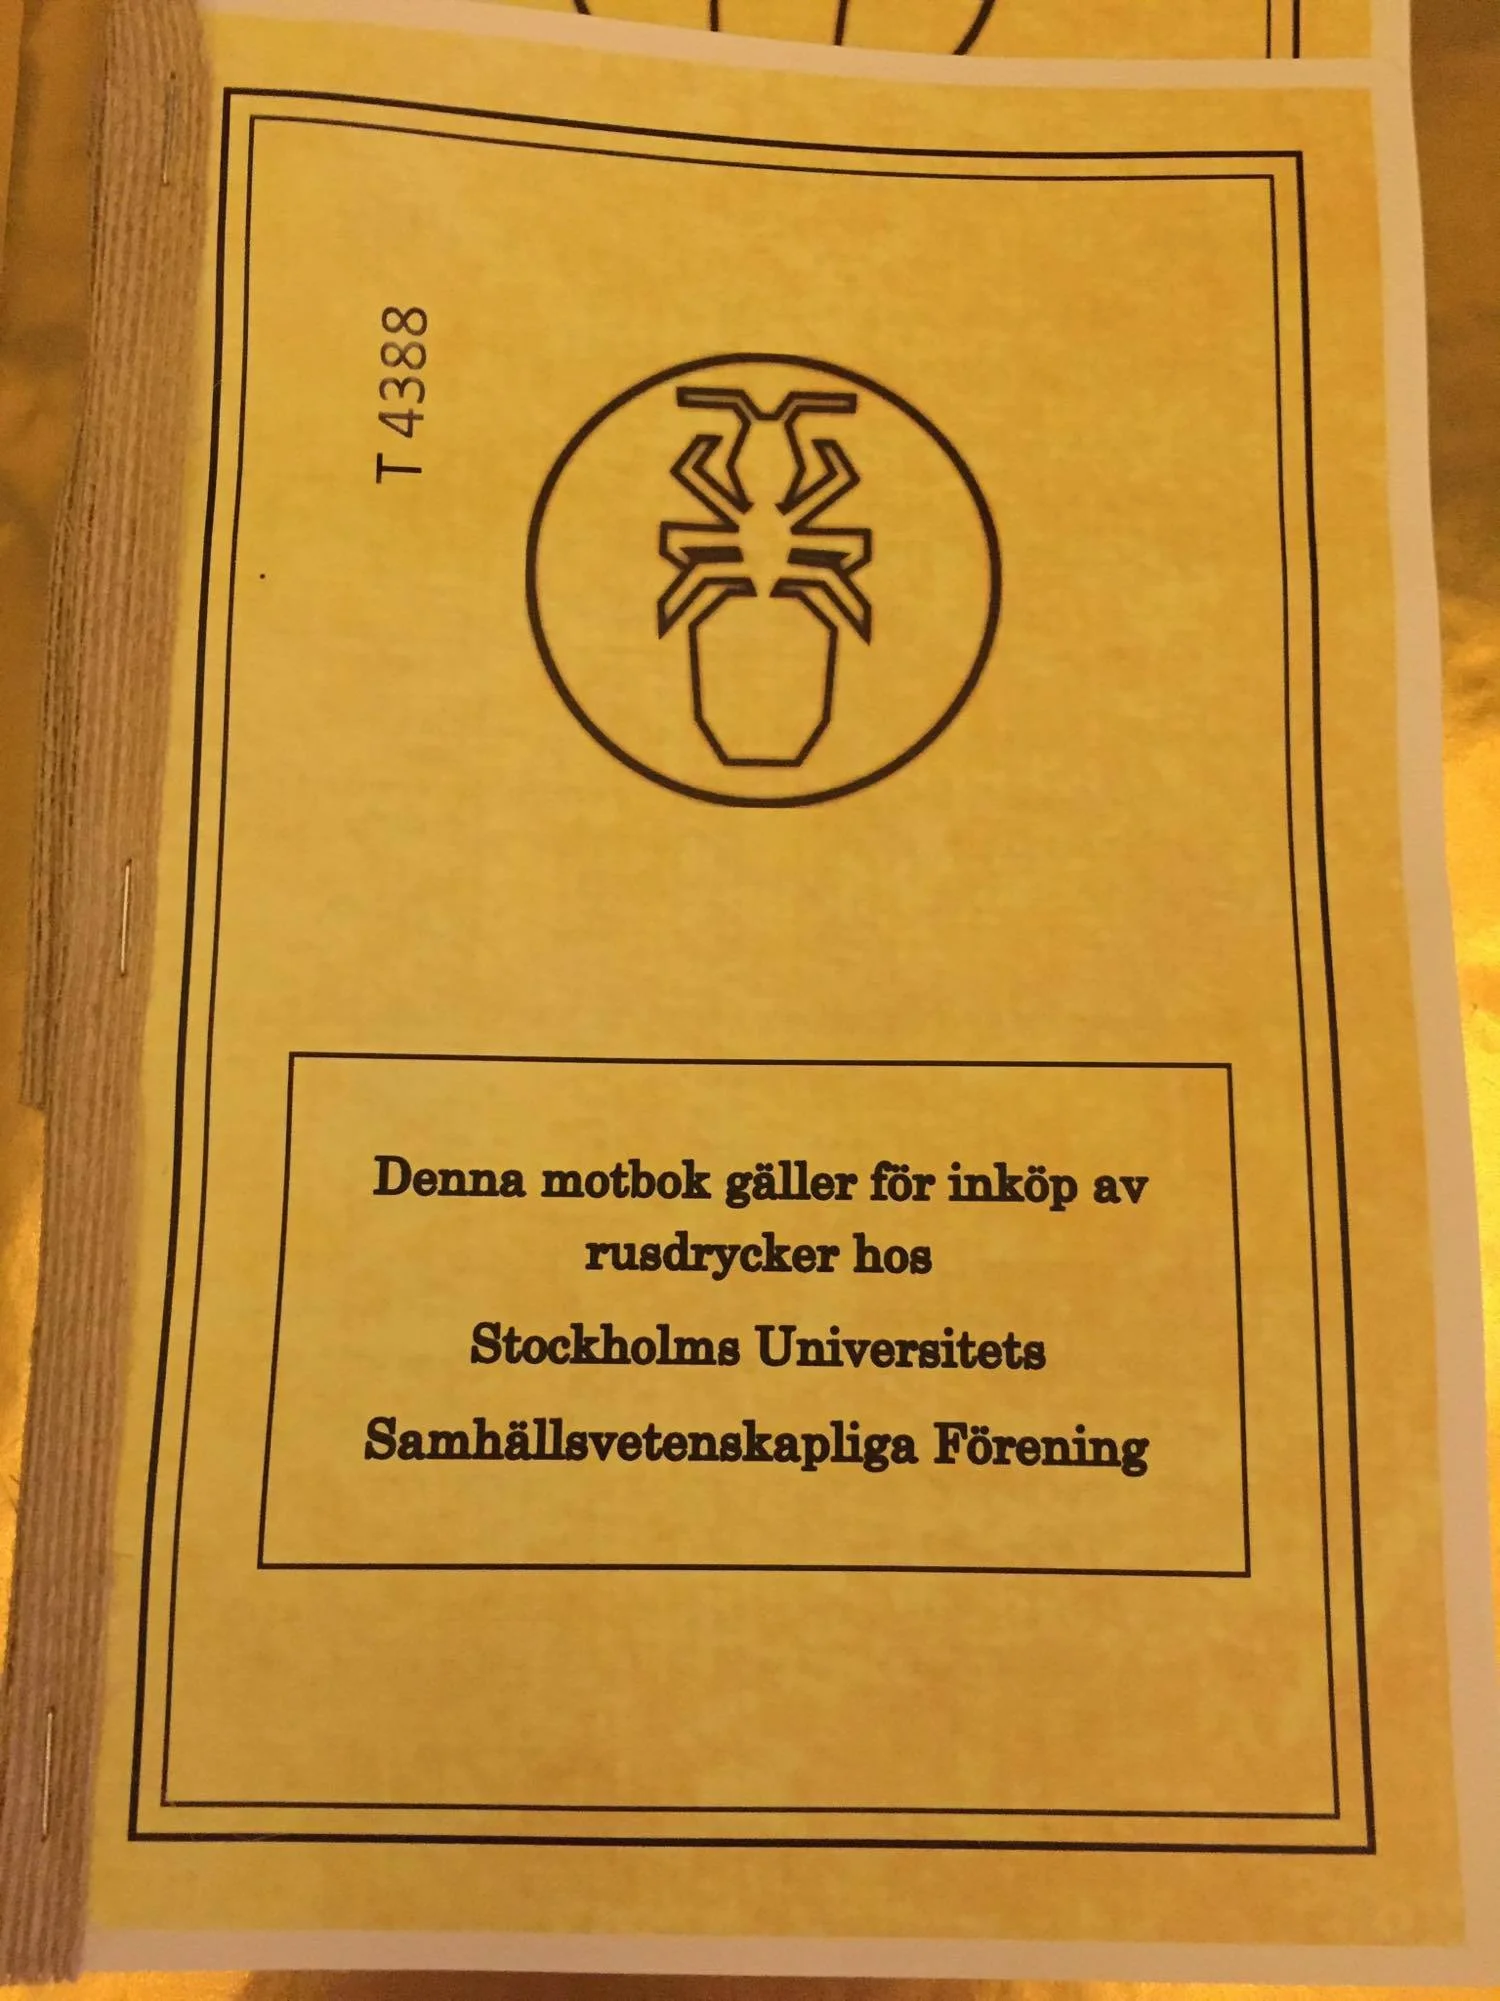 T 4388
Denna motbok gäller för inköp av
rusdrycker hos
Stockholms Universitets
Samhällsvetenskapliga Förening